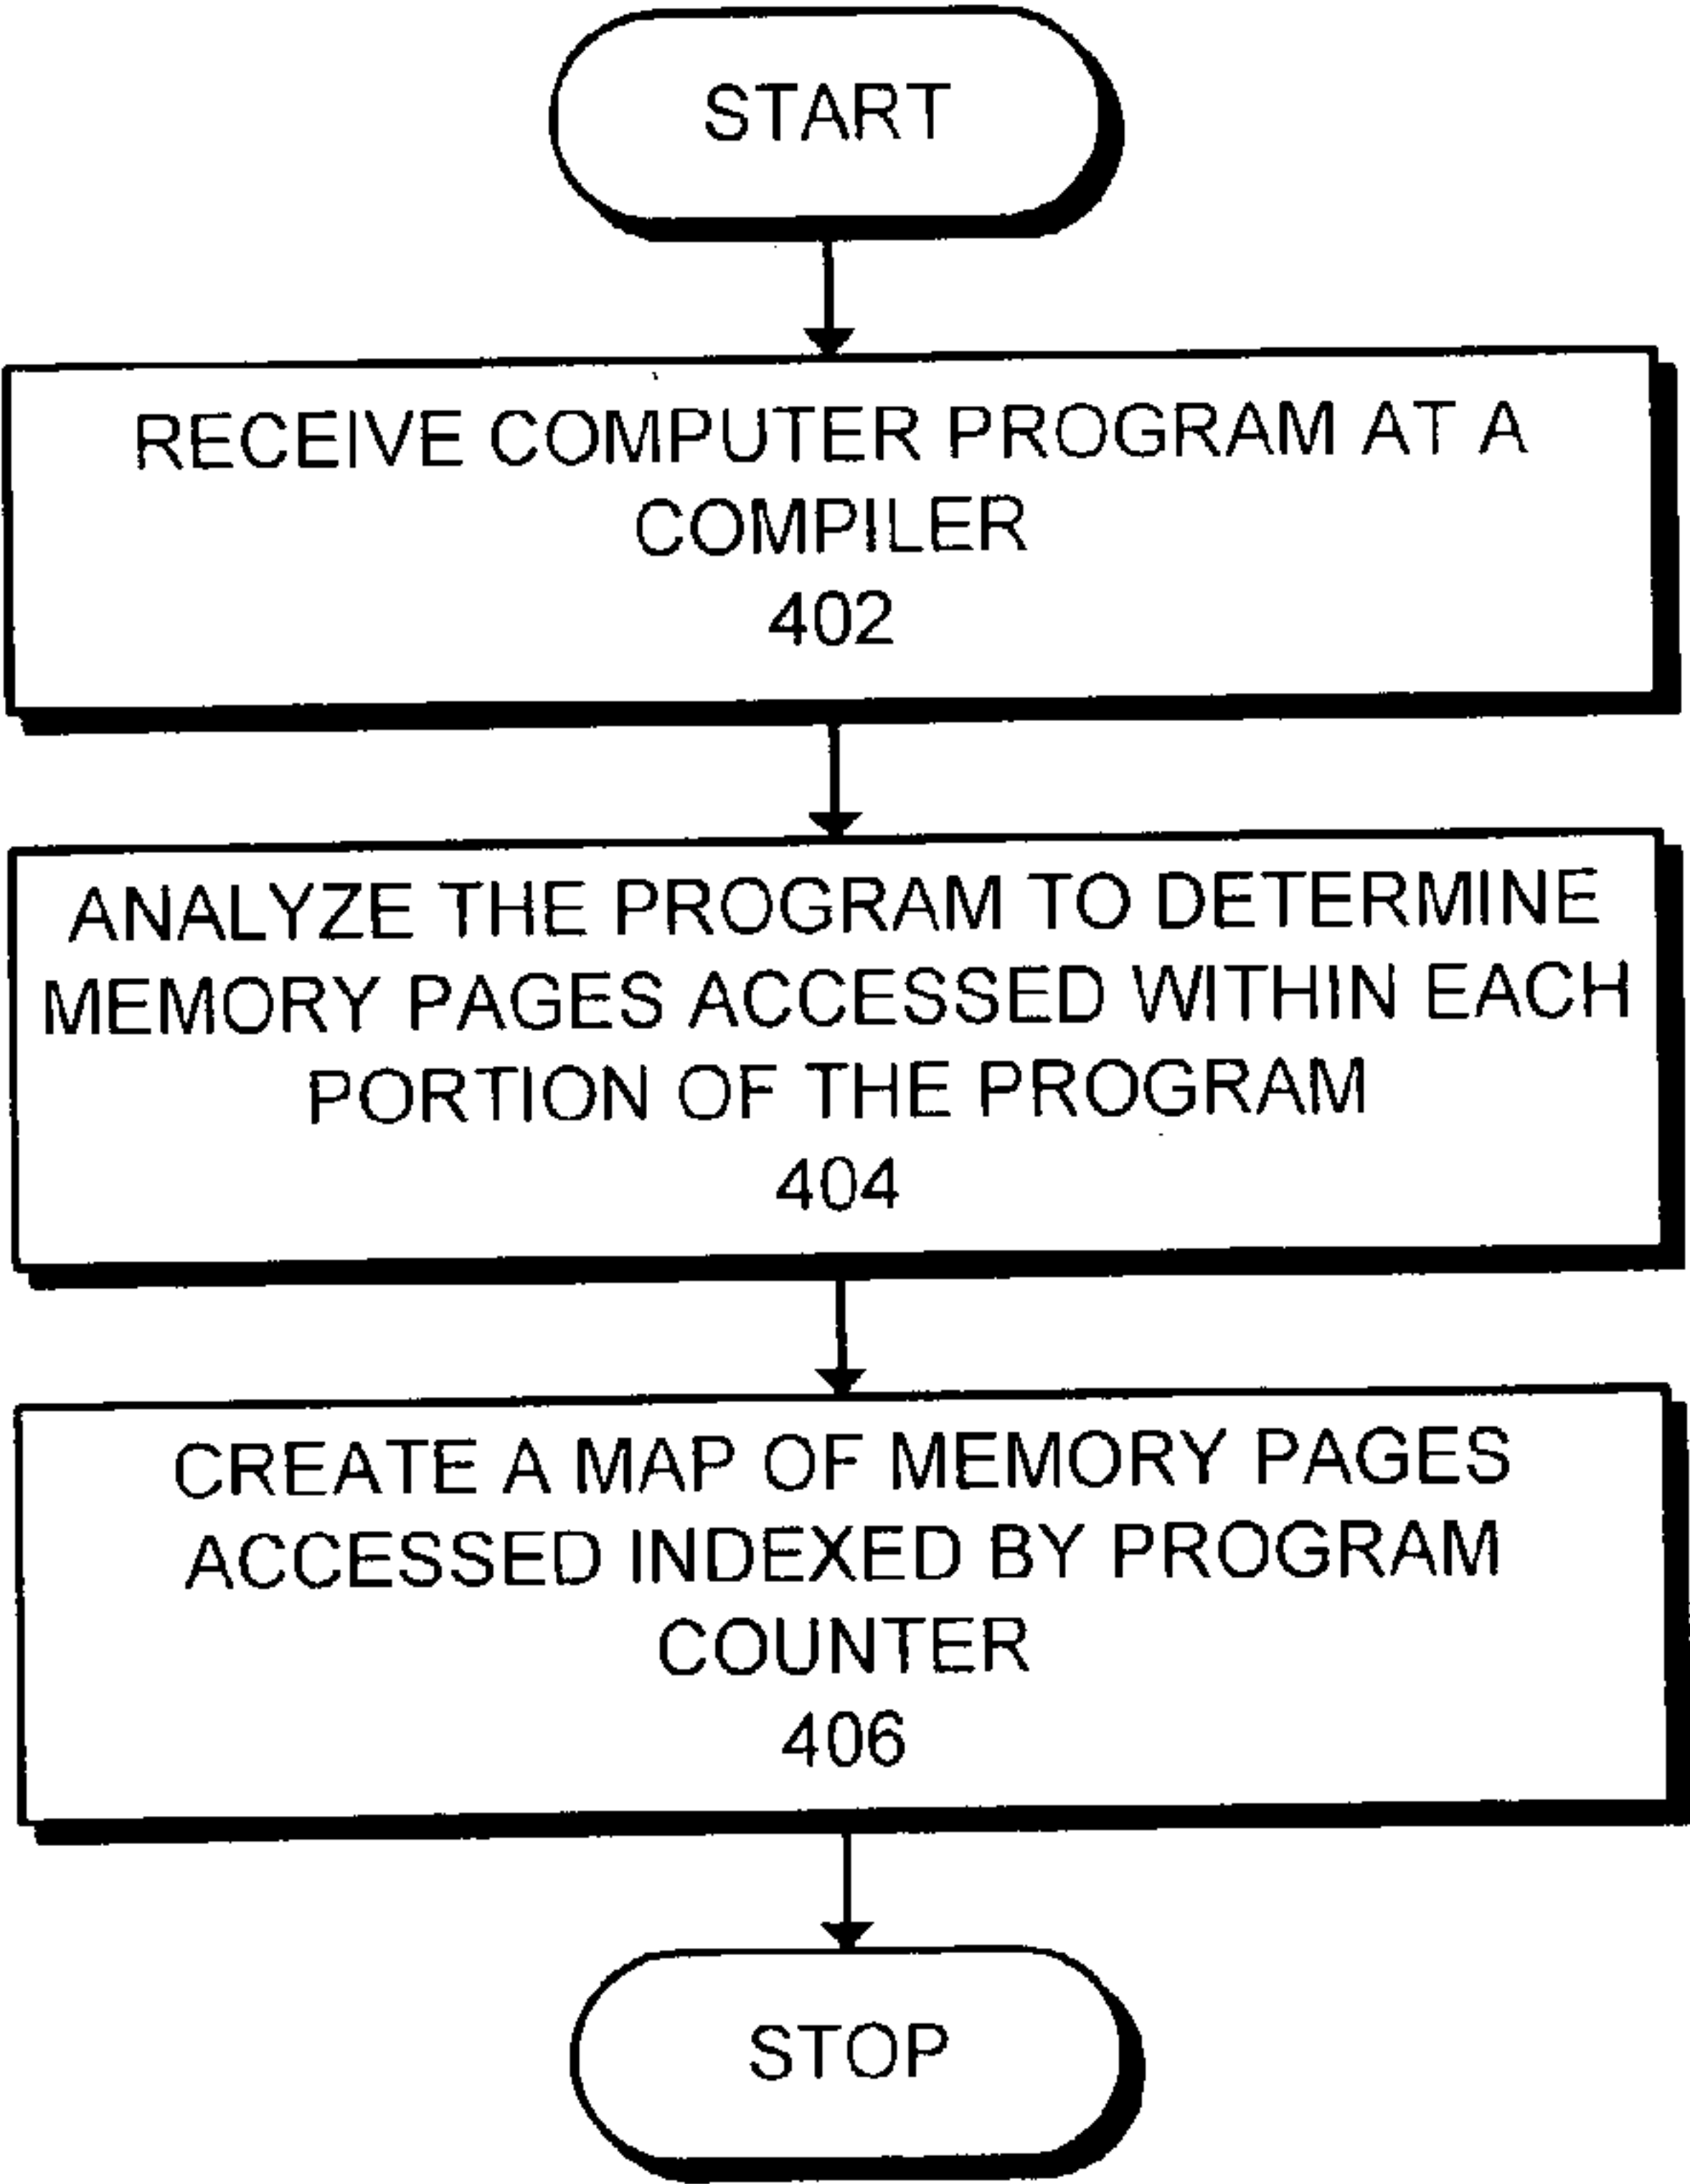 START
RECEIVE COMPUTER PROGRAM AT A
COMPILER
402
ANALYZE THE PROGRAM TO DETERMINE
MEMORY PAGES ACCESSED WITHIN EACH
PORTION OF THE PROGRAM
404
CREATE A MAP OF MEMORY PAGES
ACCESSED INDEXED BY PROGRAM
COUNTER
406
STOP